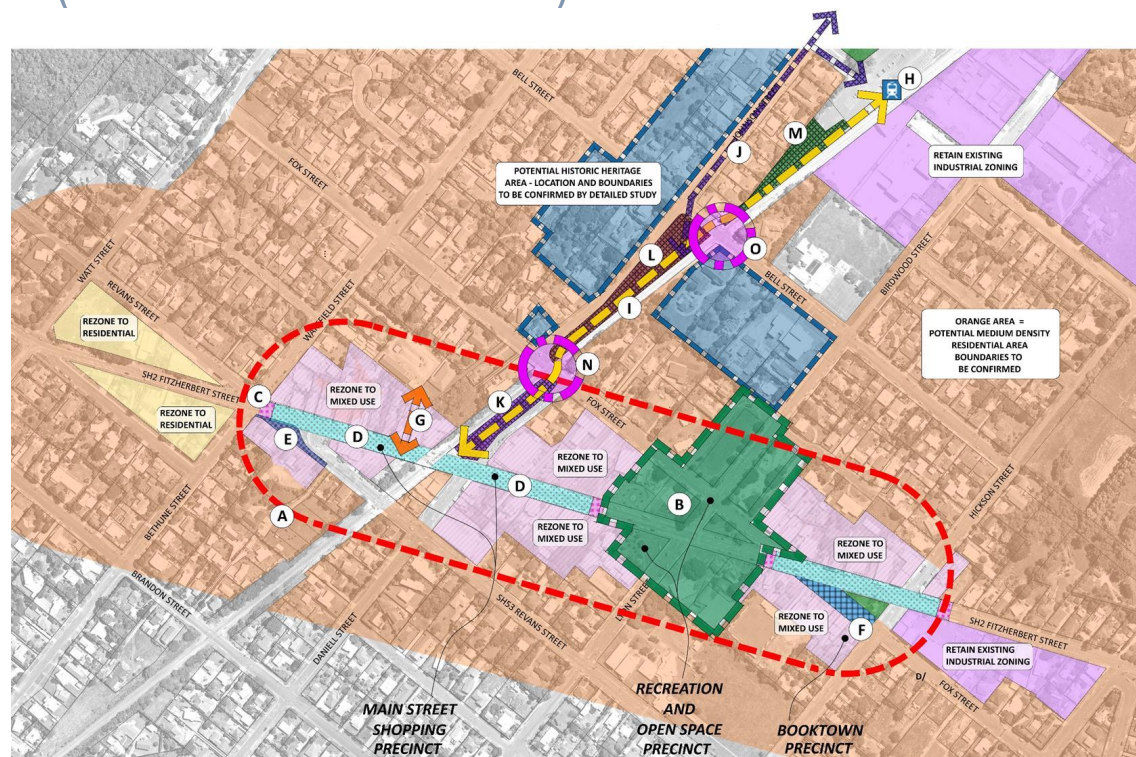 H
BELL STREET
M
J
FOX STREET
POTENTIAL HISTORIC HERITAGE
AREA - LOCATION AND BOUNDARIES
TO BE CONFIRMED BY DETAILED STUDY
RETAIN EXISTING
INDUSTRIAL ZONING
WATT STREET
O
L
BELL STREET
BIRDWOOD STREET
REVANS STREET
I
WAKEFIELD STREET
REZONE TO
RESIDENTIAL
ORANGE AREA =
POTENTIAL MEDIUM DENSITY
RESIDENTIAL AREA
BOUNDARIES TO
BE CONFIRMED
SH2 FITZHERBERT STREET
N
REZONE TO
MIXED USE
K
C
FOX STREET
REZONE TO
RESIDENTIAL
G
E
D
REZONE TO
MIXED USE
D
B
HICKSON STREET
BETHUNE STREET
A
REZONE TO
MIXED USE
REZONE TO
MIXED USE
BRANDON STREET
SH53 REVANS STREET
REZONE TO
MIXED USE
F
SH2 FITZHERBERT STREET
DANIELL STREET
RETAIN EXISTING
INDUSTRIAL ZONING
D/
FOX STREET
MAIN STREET
SHOPPING
PRECINCT
RECREATION
AND
OPEN SPACE
PRECINCT
BOOKTOWN
PRECINCT